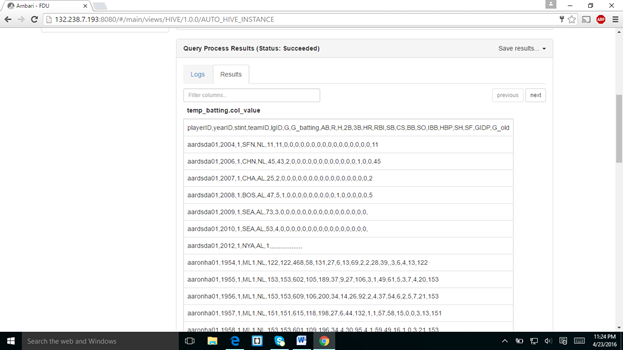 Ambari - FDU
132.238.7.193:8080/#/main/views/HIVE/1.0.0/AUTO_HIVE_INSTANCE
Query Process Results (Status: Succeeded)
Save results...
Logs
Results
Filter columns...
previous
next
temp_batting.col_value
playerID,yearID,stint,teamID,lgID,G,G_batting,AB,R,H,2B,3B,HR,RBI,SB,CS,BB,SO,IBB,HBP,SH,SF,GIDP,G_old
aardsda01,2004,1,SFN,NL,11,11,0,0,0,0,0,0,0,0,0,0,0,0,0,0,0,0,11
aardsda01,2006,1,CHN,NL,45,43,2,0,0,0,0,0,0,0,0,0,0,0,0,1,0,0,45
aardsda01,2007,1,CHA,AL,25,2,0,0,0,0,0,0,0,0,0,0,0,0,0,0,0,0,2
aardsda01,2008,1,BOS,AL,47,5,1,0,0,0,0,0,0,0,0,0,1,0,0,0,0,0,5
aardsda01,2009,1,SEA,AL,73,3,0,0,0,0,0,0,0,0,0,0,0,0,0,0,0,0,
aardsda01,2010,1,SEA,AL,53,4,0,0,0,0,0,0,0,0,0,0,0,0,0,0,0,0,
aardsda01,2012,1,NYA,AL,1,,,,,,,,,,,,,,,,,,
aaronha01,1954,1,ML1,NL,122,122,468,58,131,27,6,13,69,2,2,28,39,,3,6,4,13,122
aaronha01,1955,1,ML1,NL,153,153,602,105,189,37,9,27,106,3,1,49,61,5,3,7,4,20,153
aaronha01,1956,1,ML1,NL,153,153,609,106,200,34,14,26,92,2,4,37,54,6,2,5,7,21,153
aaronha01,1957,1,ML1,NL,151,151,615,118,198,27,6,44,132,1,1,57,58,15,0,0,3,13,151
aaronha01,1958,1,ML1,NL,153,153,601,109,196,34,4,30,95,4,1,59,49,16,1,0,3,21,153
Search the web and Windows
11:24 PM
4/23/2016